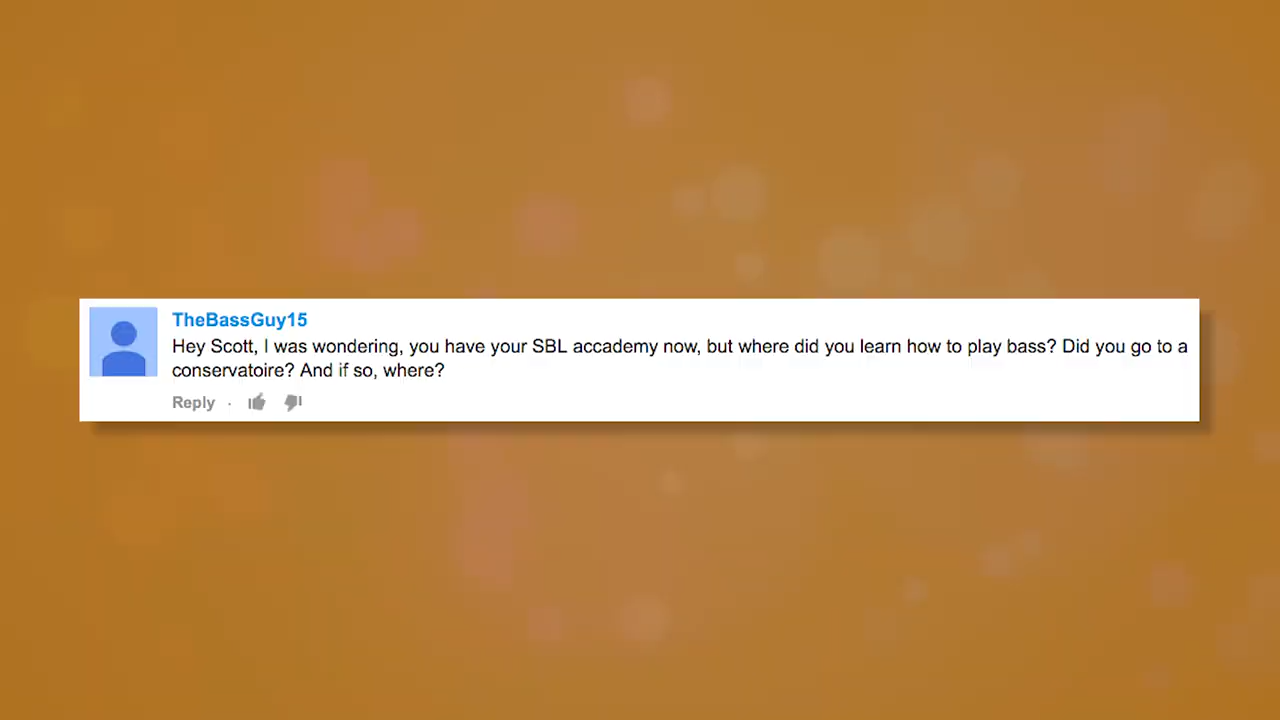 TheBassGuy15
Hey Scott, I was wondering, you have your SBL accademy now, but where did you learn how to play bass? Did you go to a
conservatoire? And if so, where?
Reply ·